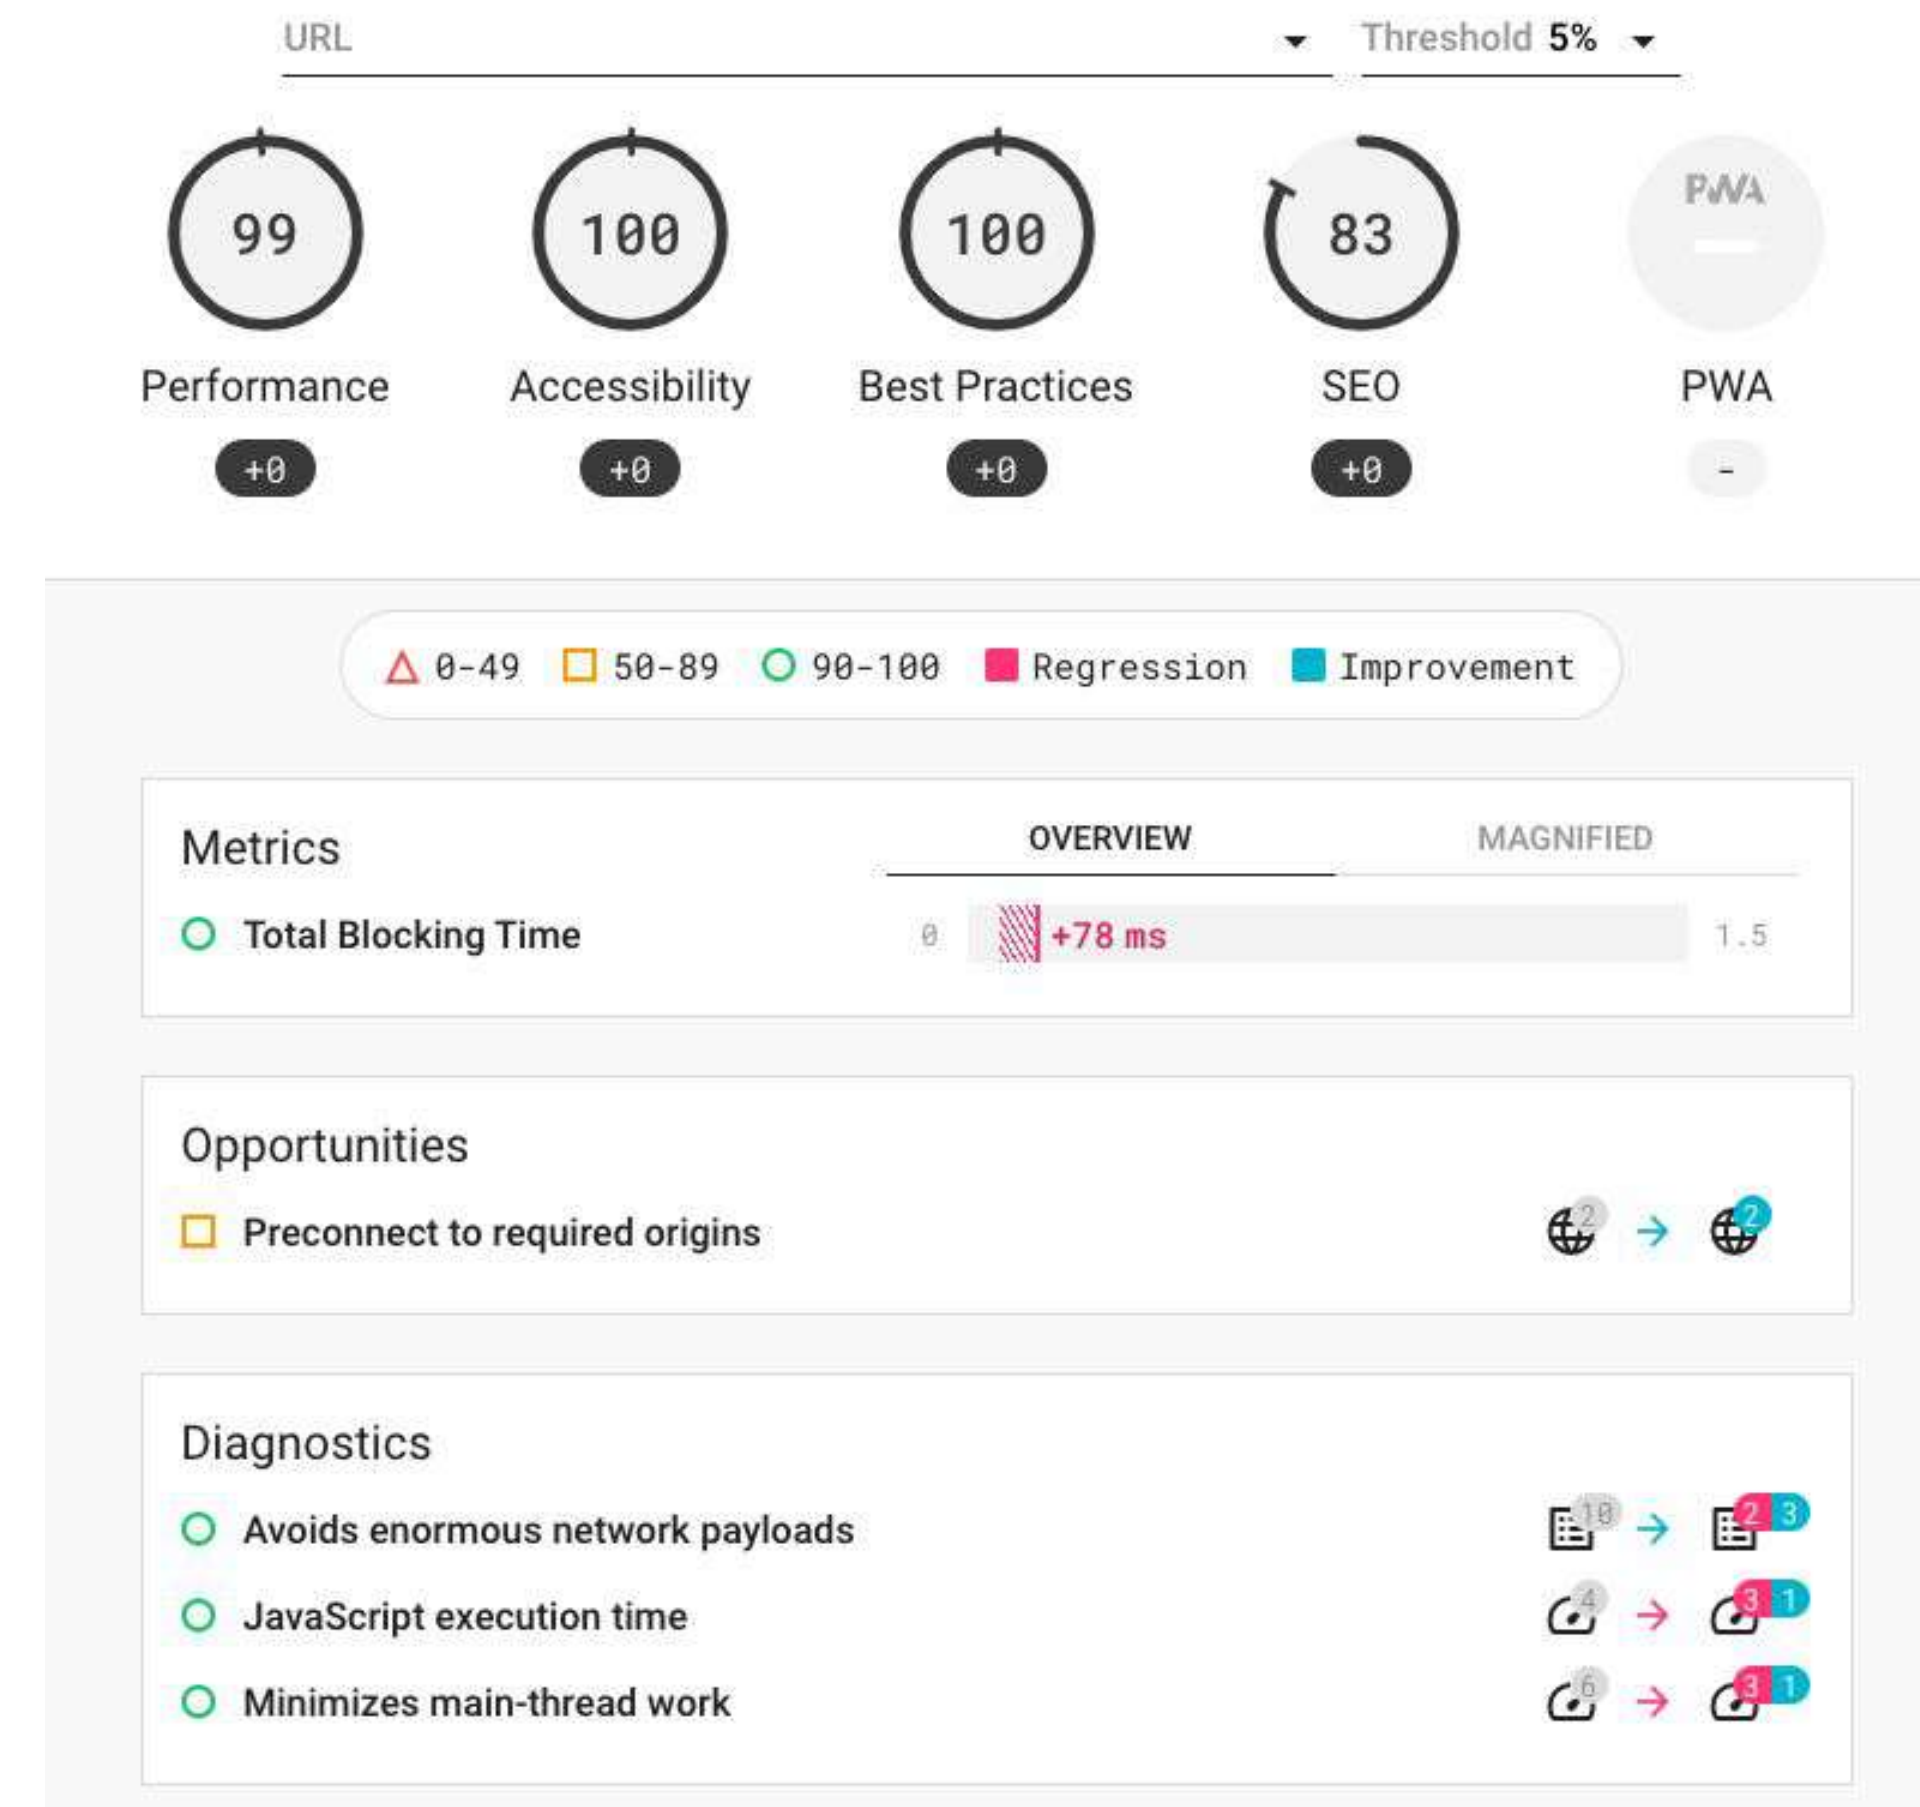 URL Threshold 5%
99 100 100 83 PWA
Performance Accessibility Best Practices SEO PWA
+0 +0 +0 +0 -
0-49 50-89 90-100 Regression Improvement
Metrics OVERVIEW MAGNIFIED
Total Blocking Time 0 +78 ms 1.5
Opportunities
Preconnect to required origins 2 2
Diagnostics
Avoids enormous network payloads 10 2 3
JavaScript execution time 4 3 1
Minimizes main-thread work 6 3 1